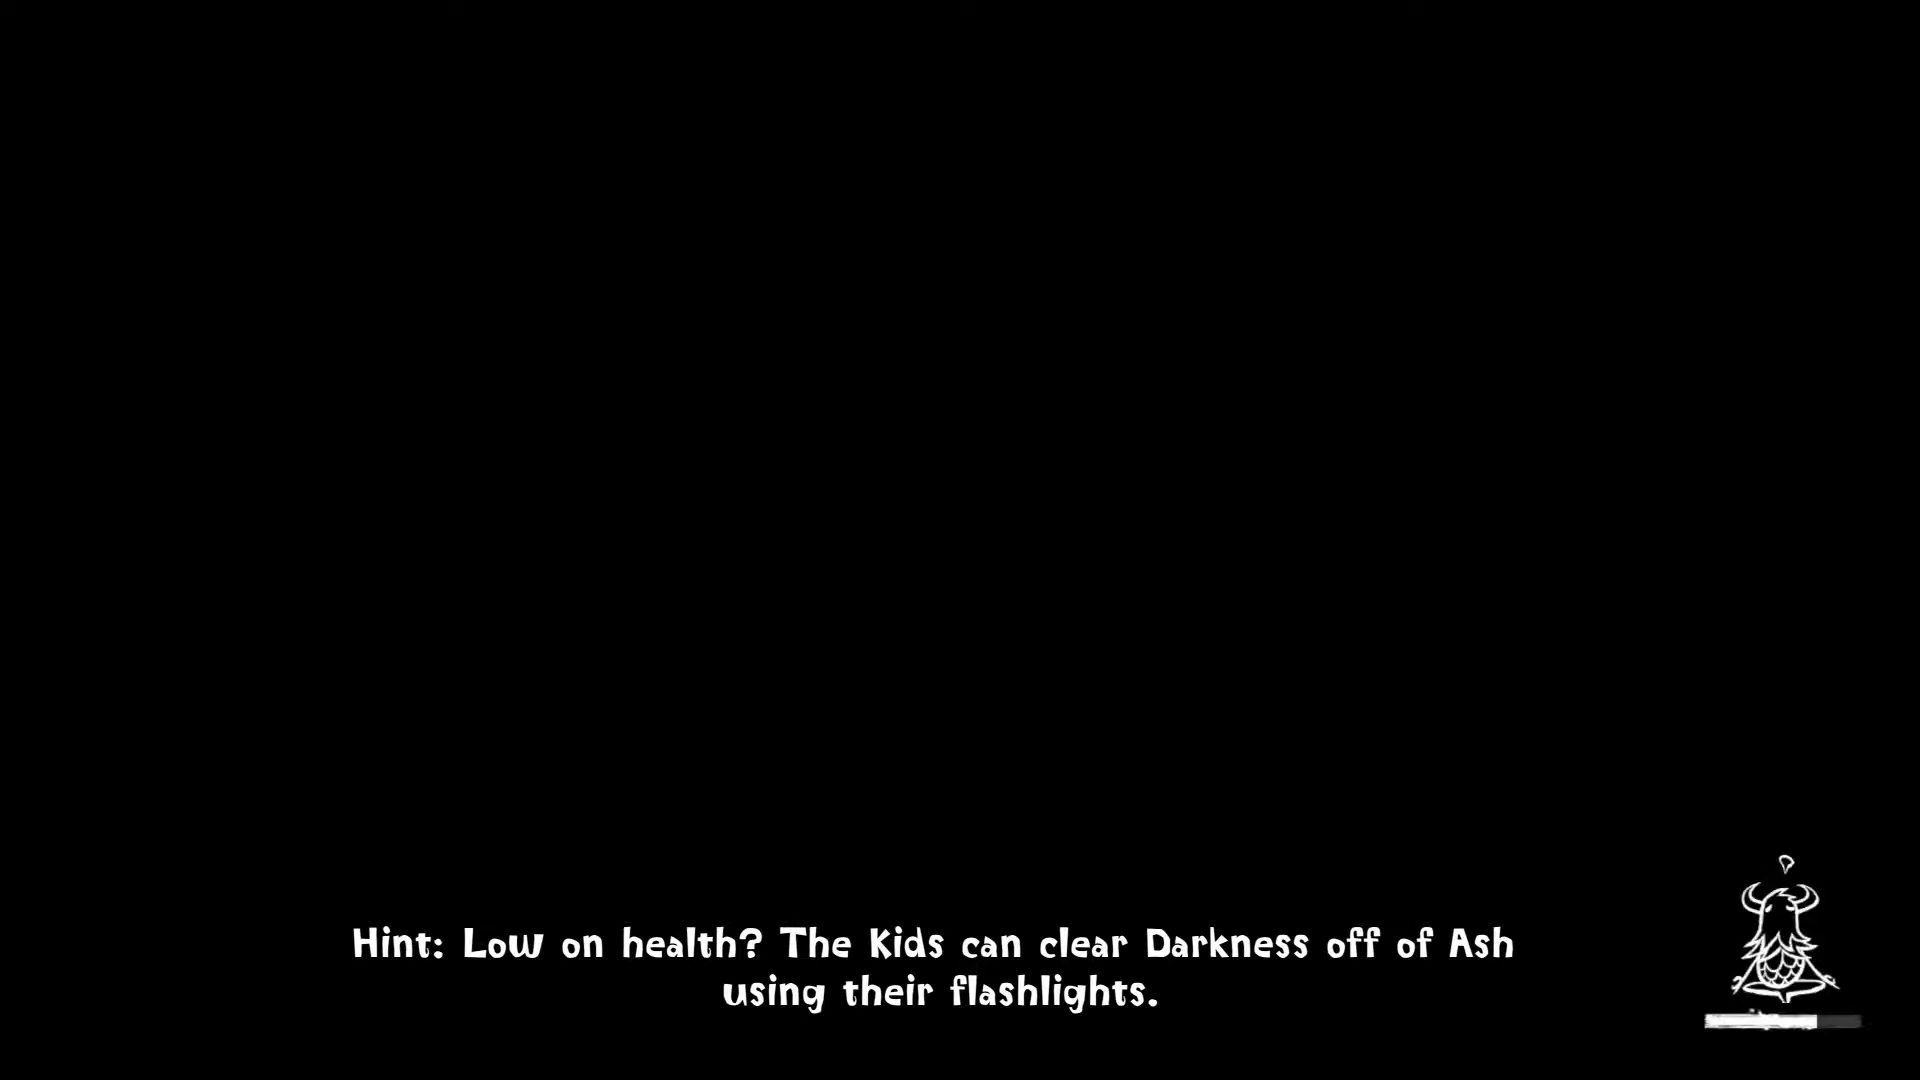 Hint: Low on health? The Kids can clear Darkness off of Ash
using their flashlights.